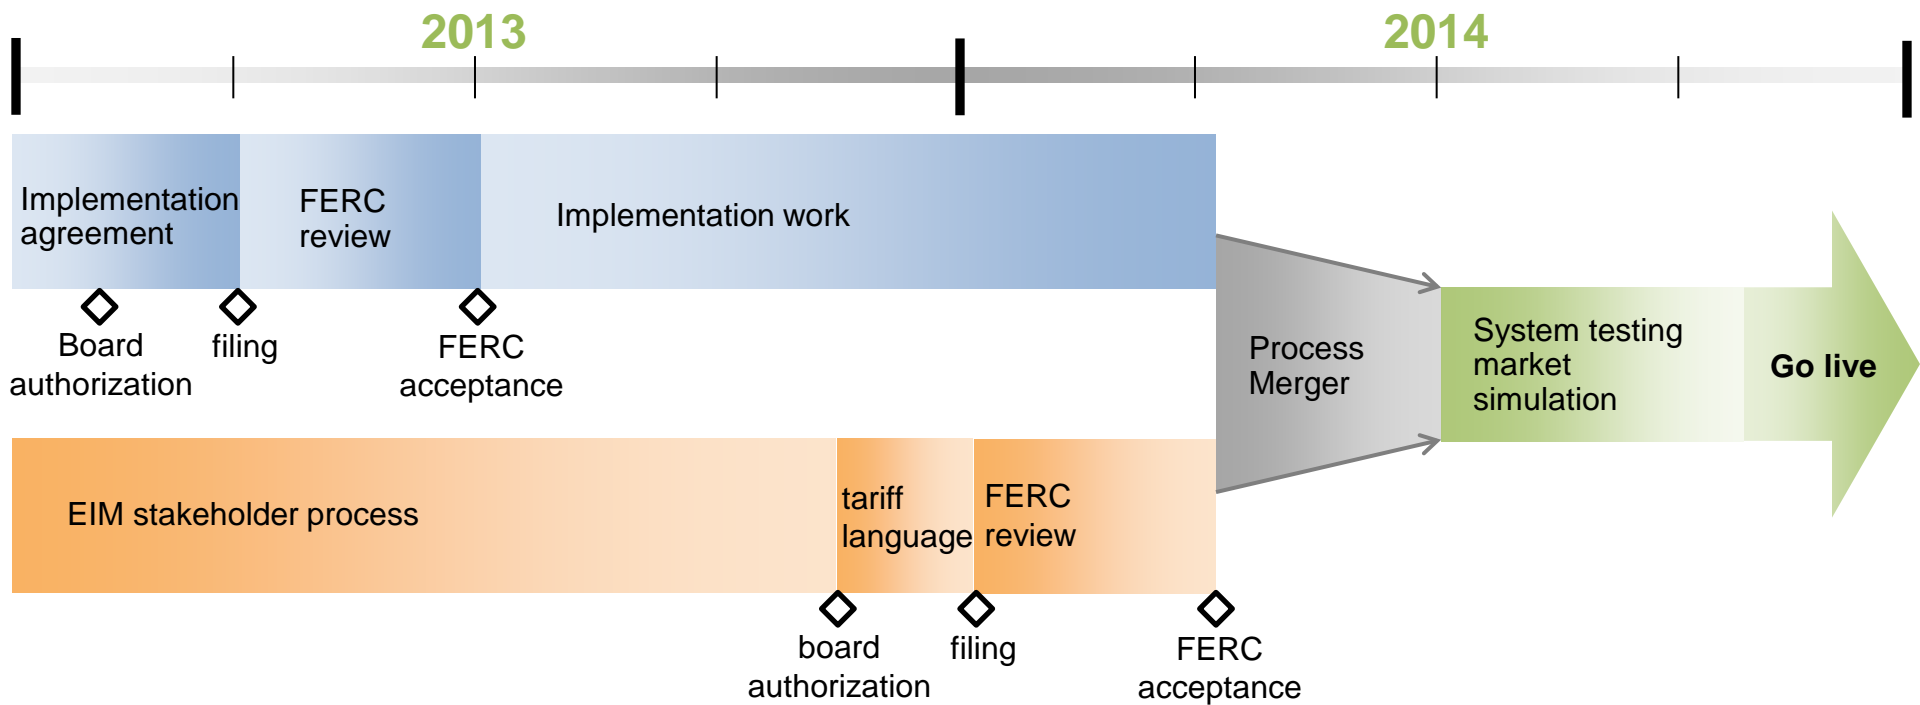 2013
2014
Implementation
agreement
FERC
review
Implementation work
Board
authorization
filing
FERC
acceptance
Process
Merger
System testing
market
simulation
Go live
EIM stakeholder process
tariff
language
FERC
review
board
authorization
filing
FERC
acceptance